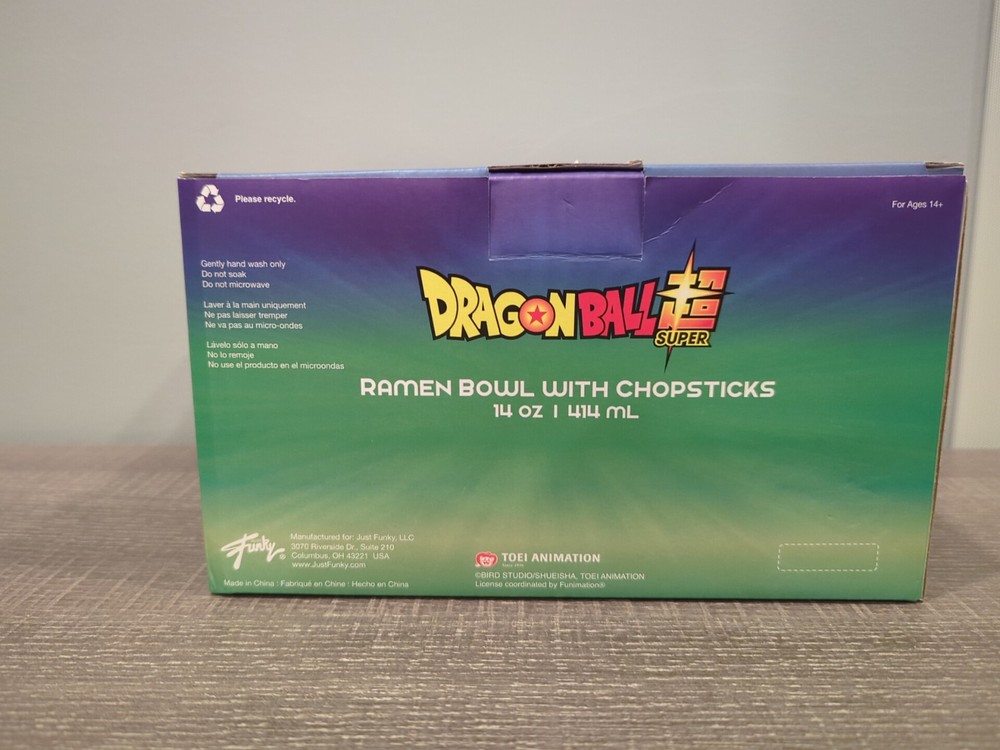 Please recycle.
For Ages 14+
Gently hand wash only
Do not soak
Do not microwave
Laver à la main uniquement
Ne pas laisser tremper
Ne va pas au micro-ondes
Lávelo sólo a mano
No lo remoje
No use el producto en el microondas
DRAGON BALL 超
SUPER
RAMEN BOWL WITH CHOPSTICKS
14 oz | 414 mL
Funky
Manufactured for: Just Funky, LLC
3070 Riverside Dr., Suite 210
Columbus, OH 43221 USA
www.JustFunky.com
Made in China : Fabriqué en Chine : Hecho en China
TOEI ANIMATION
©BIRD STUDIO/SHUEISHA, TOEI ANIMATION
License coordinated by Funimation®